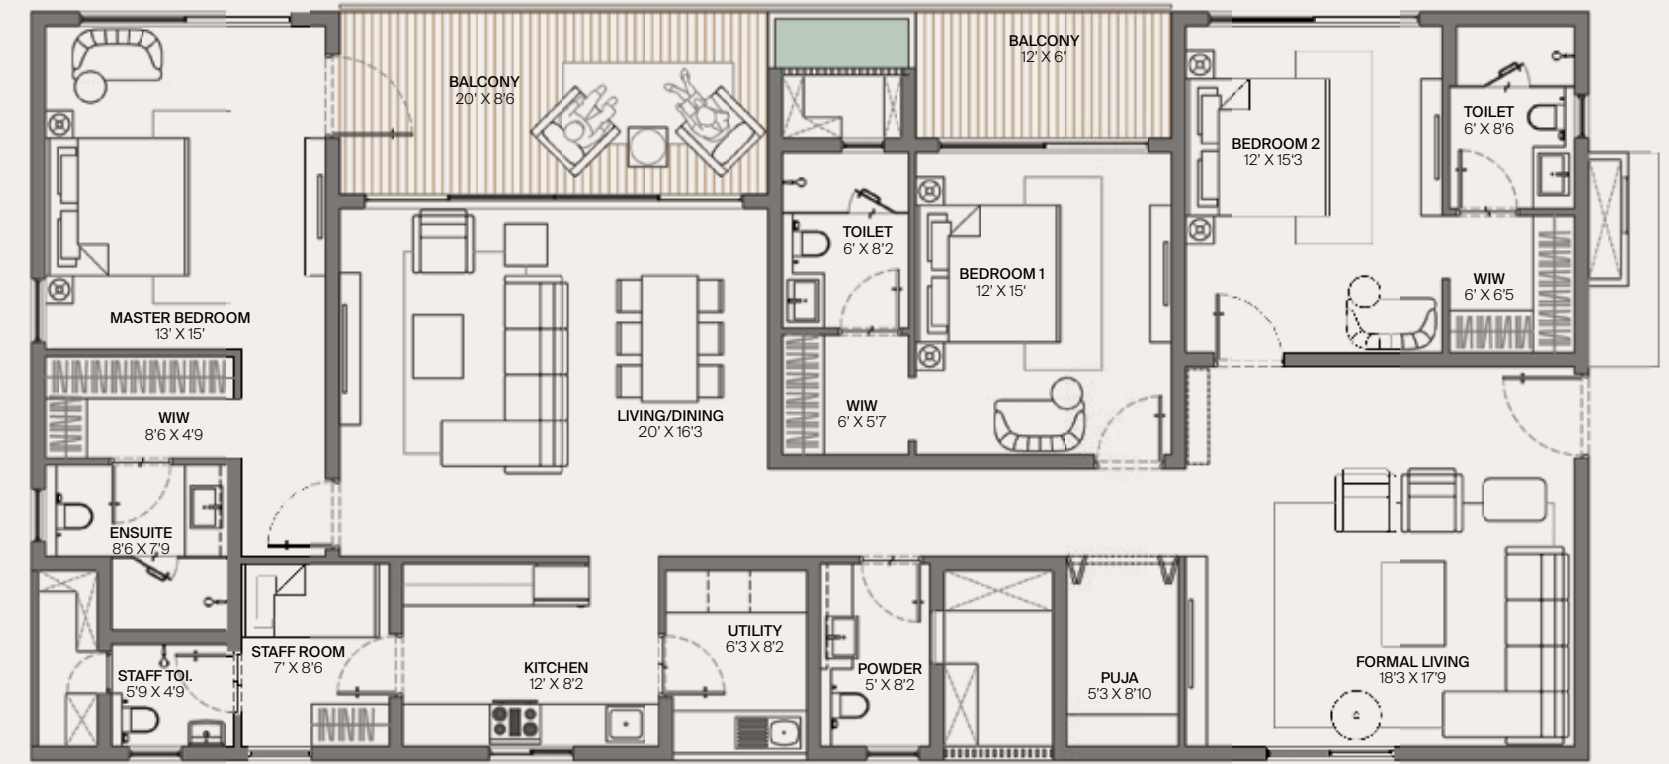 BALCONY
20' X 8'6
BALCONY
12' X 6'
TOILET
6' X 8'6
BEDROOM 2
12' X 15'3
TOILET
6' X 8'2
BEDROOM 1
12' X 15'
WIW
6' X 6'5
MASTER BEDROOM
13' X 15'
WIW
8'6 X 4'9
LIVING/DINING
20' X 16'3
WIW
6' X 5'7
ENSUITE
8'6 X 7'9
STAFF ROOM
7' X 8'6
STAFF TOI.
5'9 X 4'9
KITCHEN
12' X 8'2
UTILITY
6'3 X 8'2
POWDER
5' X 8'2
PUJA
5'3 X 8'10
FORMAL LIVING
18'3 X 17'9